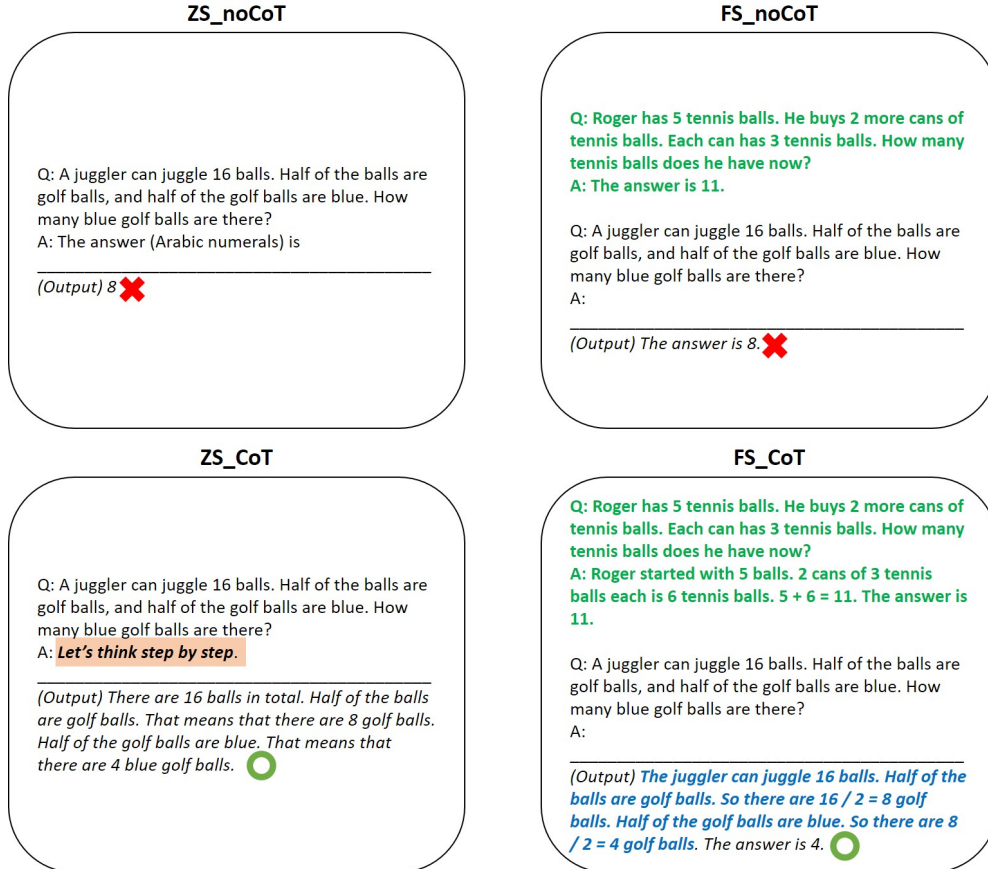 ZS_noCoT
Q: A juggler can juggle 16 balls. Half of the balls are
golf balls, and half of the golf balls are blue. How
many blue golf balls are there?
A: The answer (Arabic numerals) is
(Output) 8
FS_noCoT
Q: Roger has 5 tennis balls. He buys 2 more cans of
tennis balls. Each can has 3 tennis balls. How many
tennis balls does he have now?
A: The answer is 11.
Q: A juggler can juggle 16 balls. Half of the balls are
golf balls, and half of the golf balls are blue. How
many blue golf balls are there?
A:
(Output) The answer is 8.
ZS_CoT
Q: A juggler can juggle 16 balls. Half of the balls are
golf balls, and half of the golf balls are blue. How
many blue golf balls are there?
A: Let’s think step by step.
(Output) There are 16 balls in total. Half of the balls
are golf balls. That means that there are 8 golf balls.
Half of the golf balls are blue. That means that
there are 4 blue golf balls.
FS_CoT
Q: Roger has 5 tennis balls. He buys 2 more cans of
tennis balls. Each can has 3 tennis balls. How many
tennis balls does he have now?
A: Roger started with 5 balls. 2 cans of 3 tennis
balls each is 6 tennis balls. 5 + 6 = 11. The answer is
11.
Q: A juggler can juggle 16 balls. Half of the balls are
golf balls, and half of the golf balls are blue. How
many blue golf balls are there?
A:
(Output) The juggler can juggle 16 balls. Half of the
balls are golf balls. So there are 16 / 2 = 8 golf
balls. Half of the golf balls are blue. So there are 8
/ 2 = 4 golf balls. The answer is 4.